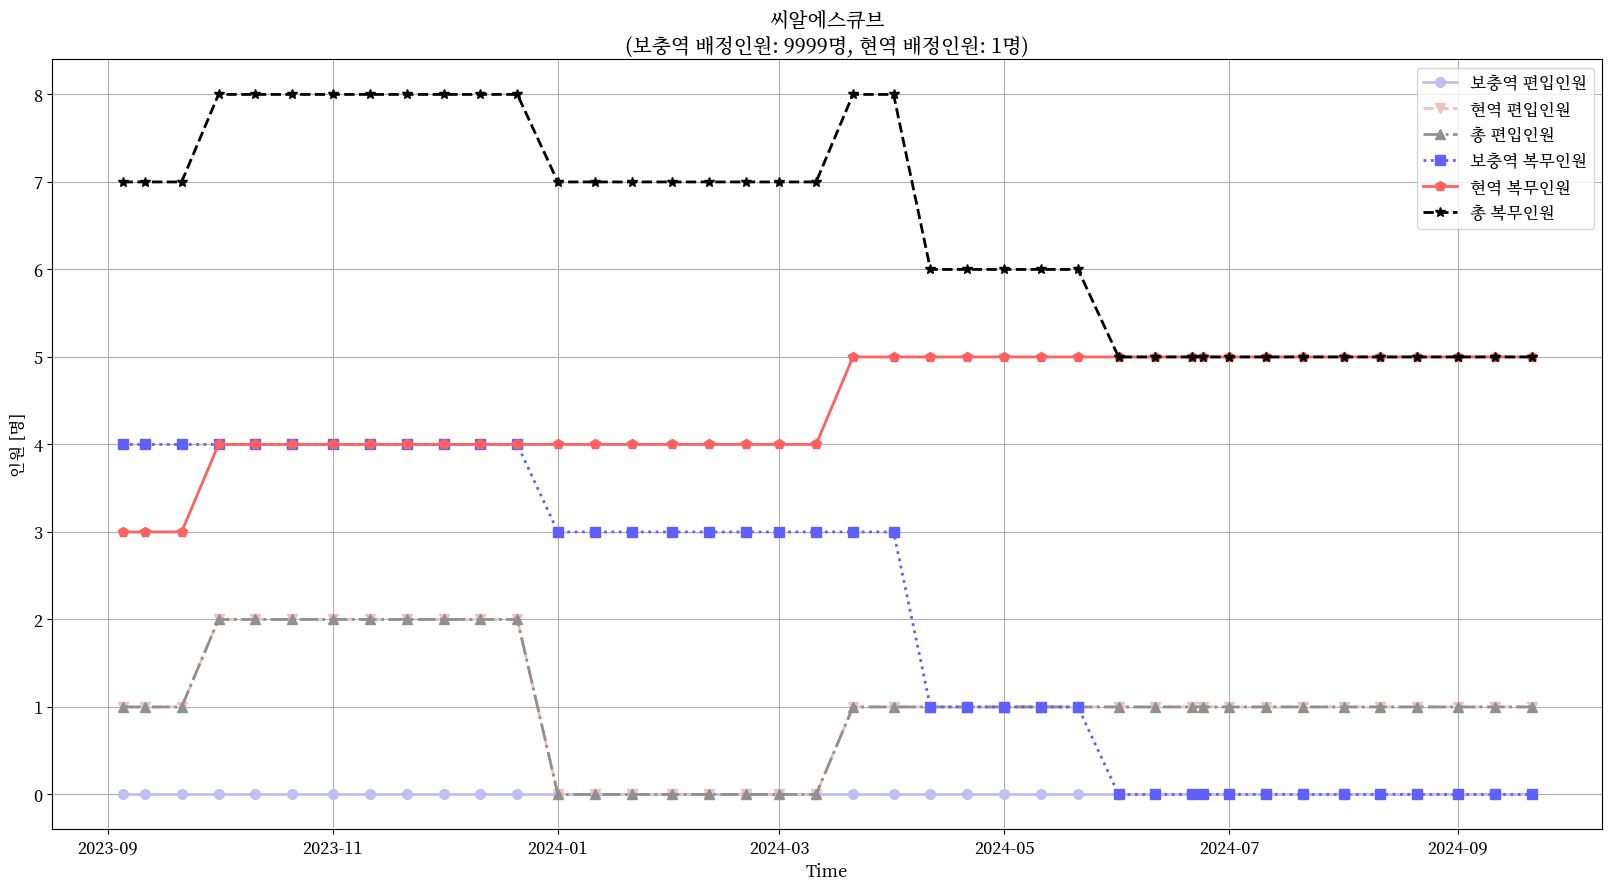 씨알에스큐브
(보충역 배정인원: 9999명, 현역 배정인원: 1명)
보충역 편입인원
현역 편입인원
총 편입인원
보충역 복무인원
현역 복무인원
총 복무인원
인원 [명]
8
7
6
5
4
3
2
1
0
2023-09
2023-11
2024-01
2024-03
2024-05
2024-07
2024-09
Time